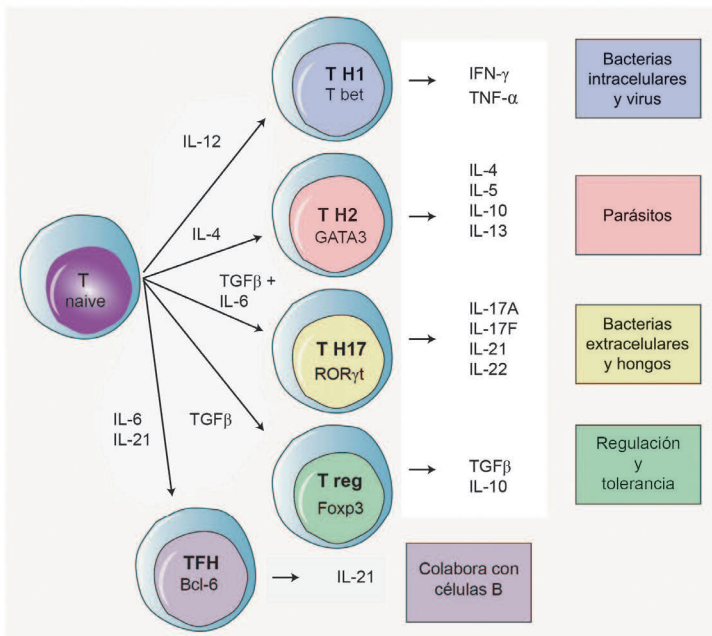 T H1
T bet
IFN-γ
TNF-α
Bacterias
intracelulares
y virus
IL-12
T H2
GATA3
IL-4
IL-5
IL-10
IL-13
Parásitos
IL-4
T
naive
TGFβ +
IL-6
T H17
RORγt
IL-17A
IL-17F
IL-21
IL-22
Bacterias
extracelulares
y hongos
IL-6
IL-21
TGFβ
T reg
Foxp3
TGFβ
IL-10
Regulación
y
tolerancia
TFH
Bcl-6
IL-21
Colabora con
células B